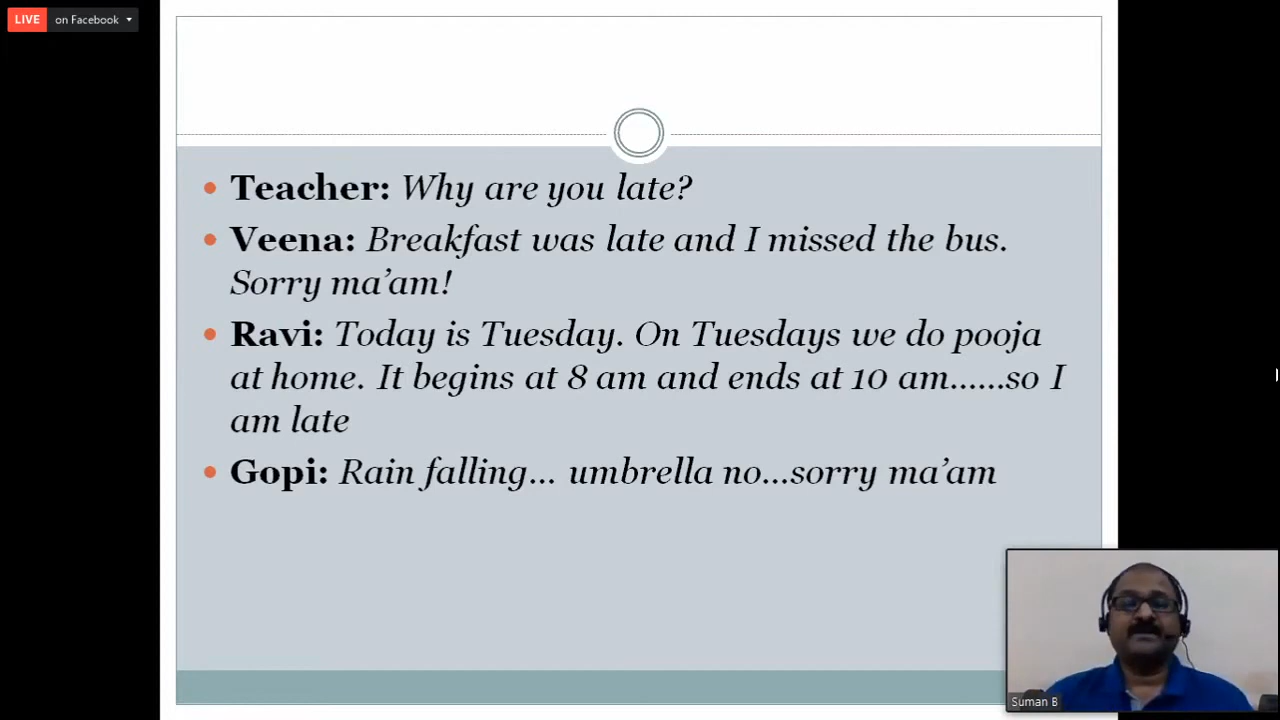 LIVE on Facebook
Teacher: Why are you late?
Veena: Breakfast was late and I missed the bus.
Sorry ma’am!
Ravi: Today is Tuesday. On Tuesdays we do pooja
at home. It begins at 8 am and ends at 10 am......so I
am late
Gopi: Rain falling... umbrella no...sorry ma’am
Suman B